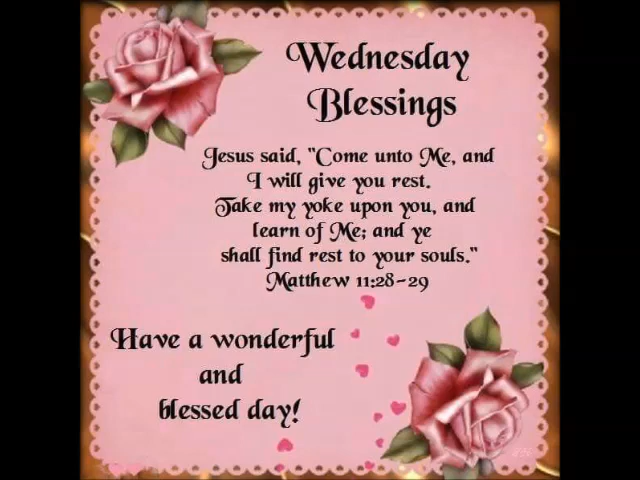 Wednesday
Blessings
Jesus said, "Come unto Me, and
I will give you rest.
Take my yoke upon you, and
learn of Me; and ye
shall find rest to your souls."
Matthew 11:28-29
Have a wonderful
and
blessed day!